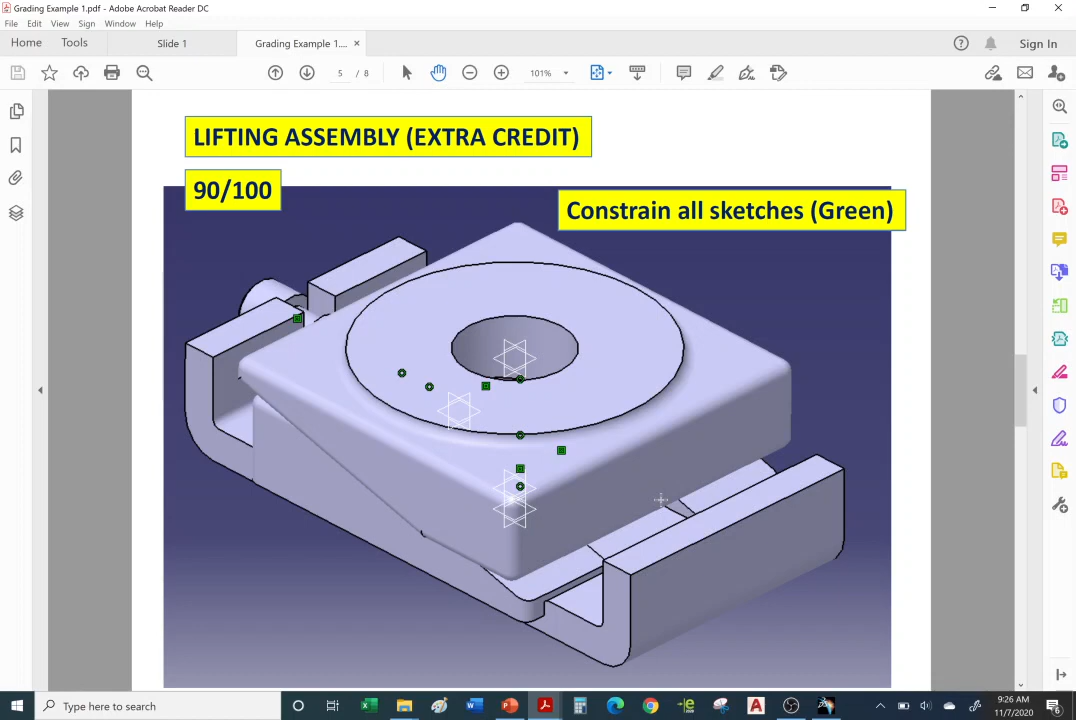 Grading Example 1.pdf - Adobe Acrobat Reader DC
File Edit View Sign Window Help
Home Tools Slide 1 Grading Example 1.... × Sign In
5 / 8 101%
LIFTING ASSEMBLY (EXTRA CREDIT)
90/100
Constrain all sketches (Green)
Type here to search
9:26 AM
11/7/2020